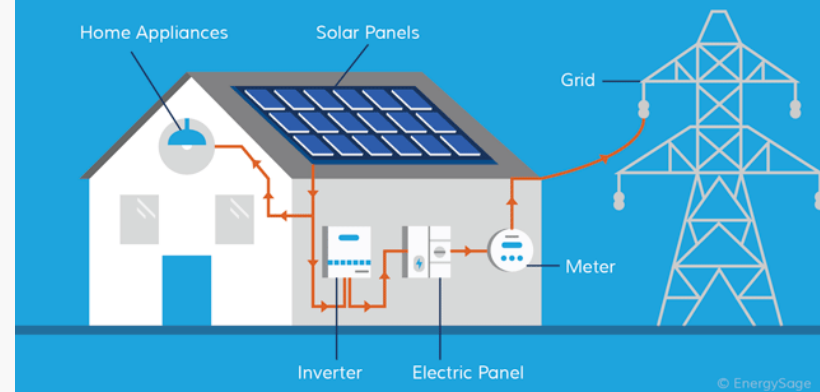 Home Appliances
Solar Panels
Grid
Meter
Inverter
Electric Panel
© EnergySage